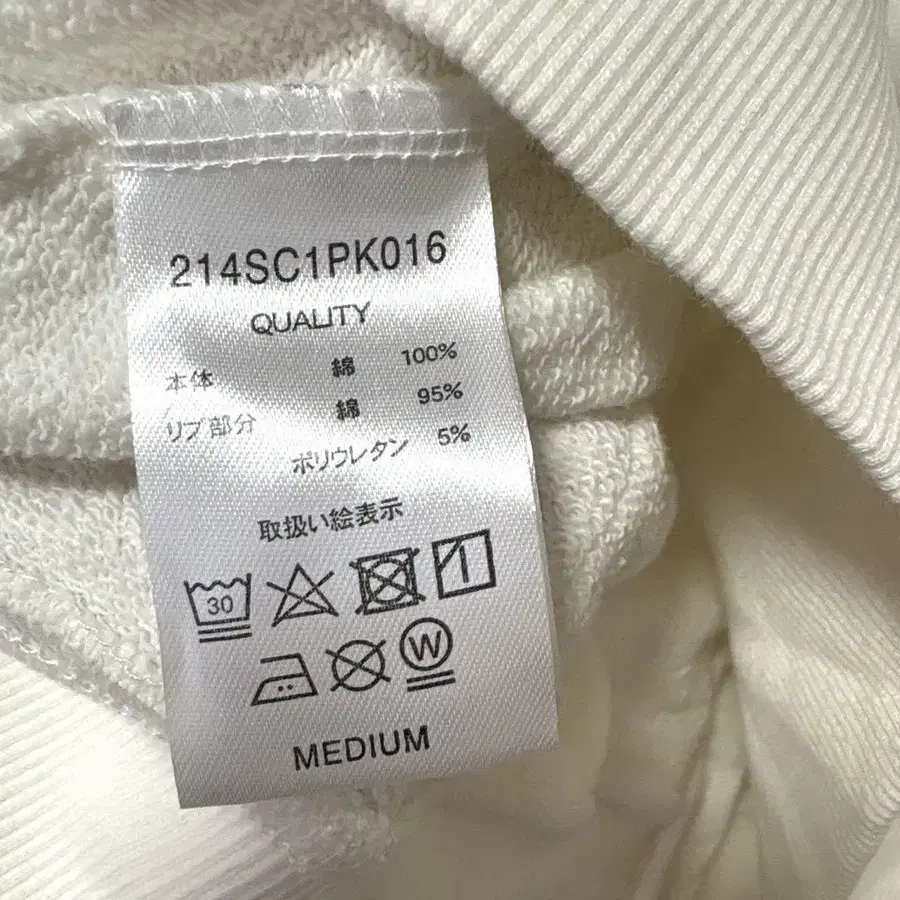 214SC1PK016
QUALITY
本体 綿 100%
リブ部分 綿 95%
ポリウレタン 5%
取扱い絵表示
30
W
MEDIUM